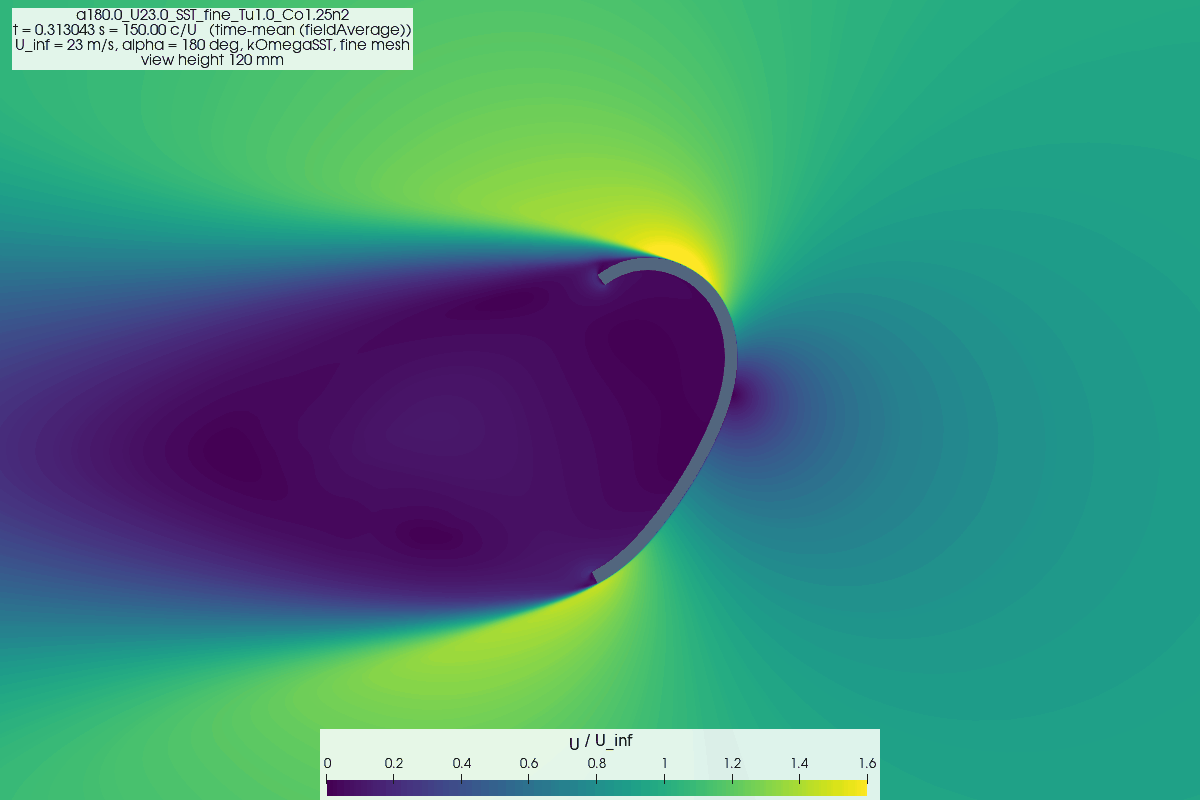 a180.0_U23.0_SST_fine_Tu1.0_Co1.25n2
t = 0.313043 s = 150.00 c/U (time-mean (fieldAverage))
U_inf = 23 m/s, alpha = 180 deg, kOmegaSST, fine mesh
view height 120 mm
U / U_inf
0 0.2 0.4 0.6 0.8 1 1.2 1.4 1.6